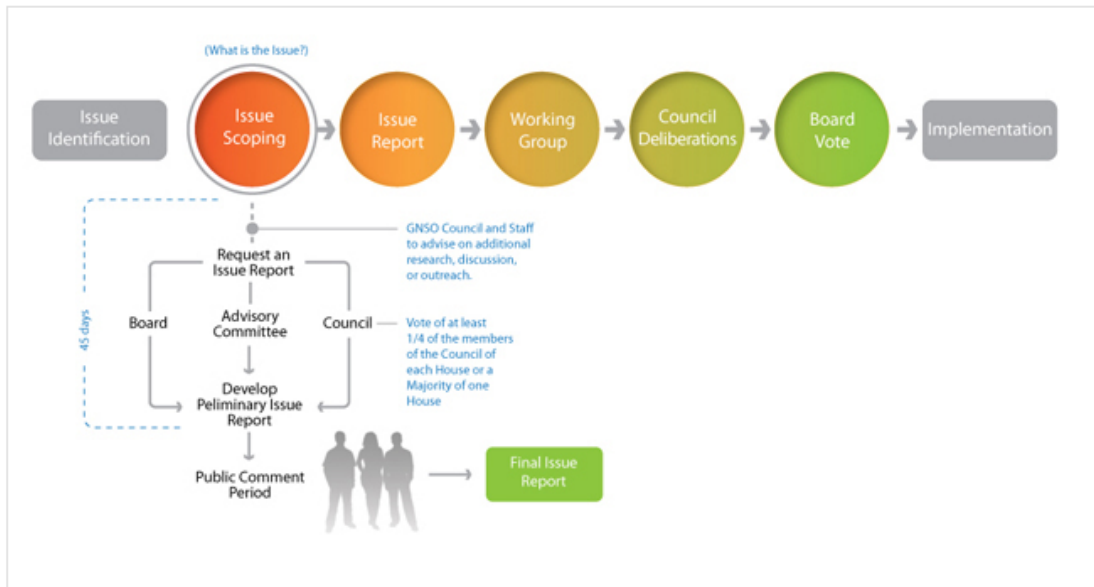 (What is the Issue?)
Issue
Identification
Issue
Scoping
Issue
Report
Working
Group
Council
Deliberations
Board
Vote
Implementation
GNSO Council and Staff
to advise on additional
research, discussion,
or outreach.
Request an
Issue Report
45 days
Board
Advisory
Committee
Council
Vote of at least
1/4 of the members
of the Council of
each House or a
Majority of one
House
Develop
Peliminary Issue
Report
Public Comment
Period
Final Issue
Report